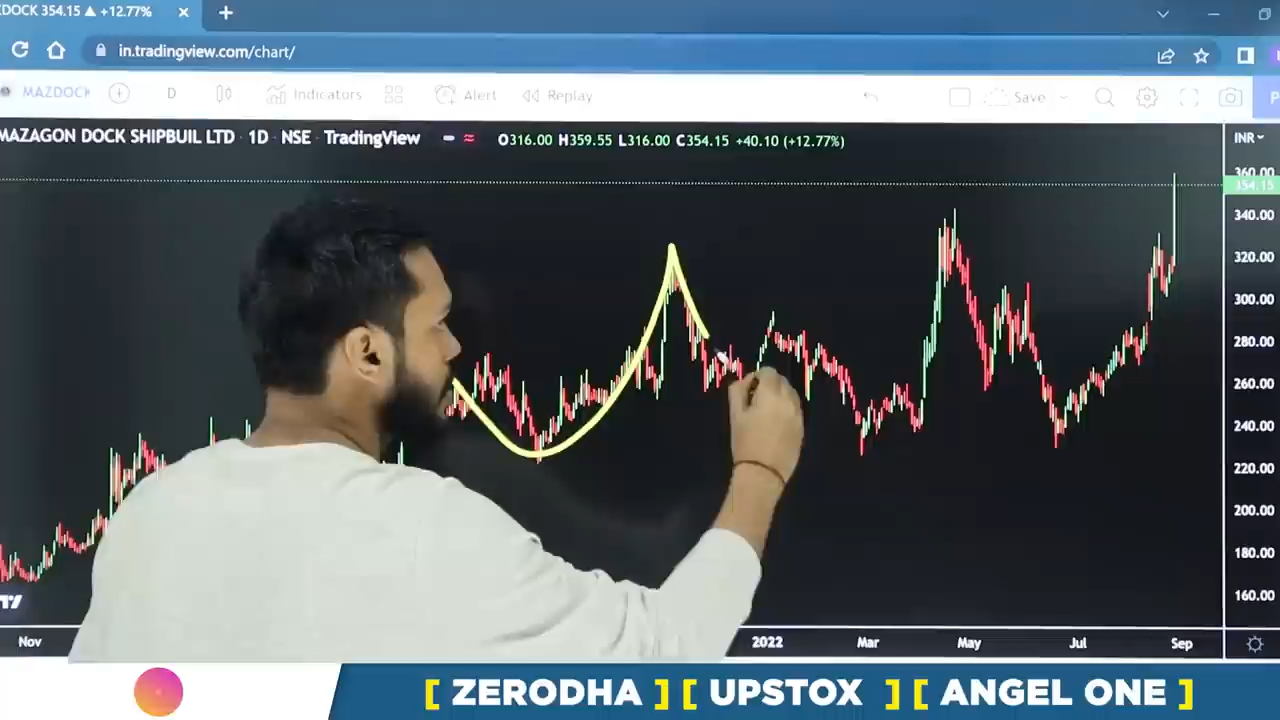 ZDOCK 354.15 ▲ +12.77%
in.tradingview.com/chart/
MAZDOCK D Indicators Alert Replay Save
MAZAGON DOCK SHIPBUIL LTD · 1D · NSE · TradingView O316.00 H359.55 L316.00 C354.15 +40.10 (+12.77%) INR
360.00
354.15
340.00
320.00
300.00
280.00
260.00
240.00
220.00
200.00
180.00
160.00
Nov 2022 Mar May Jul Sep
[ ZERODHA ] [ UPSTOX ] [ ANGEL ONE ]